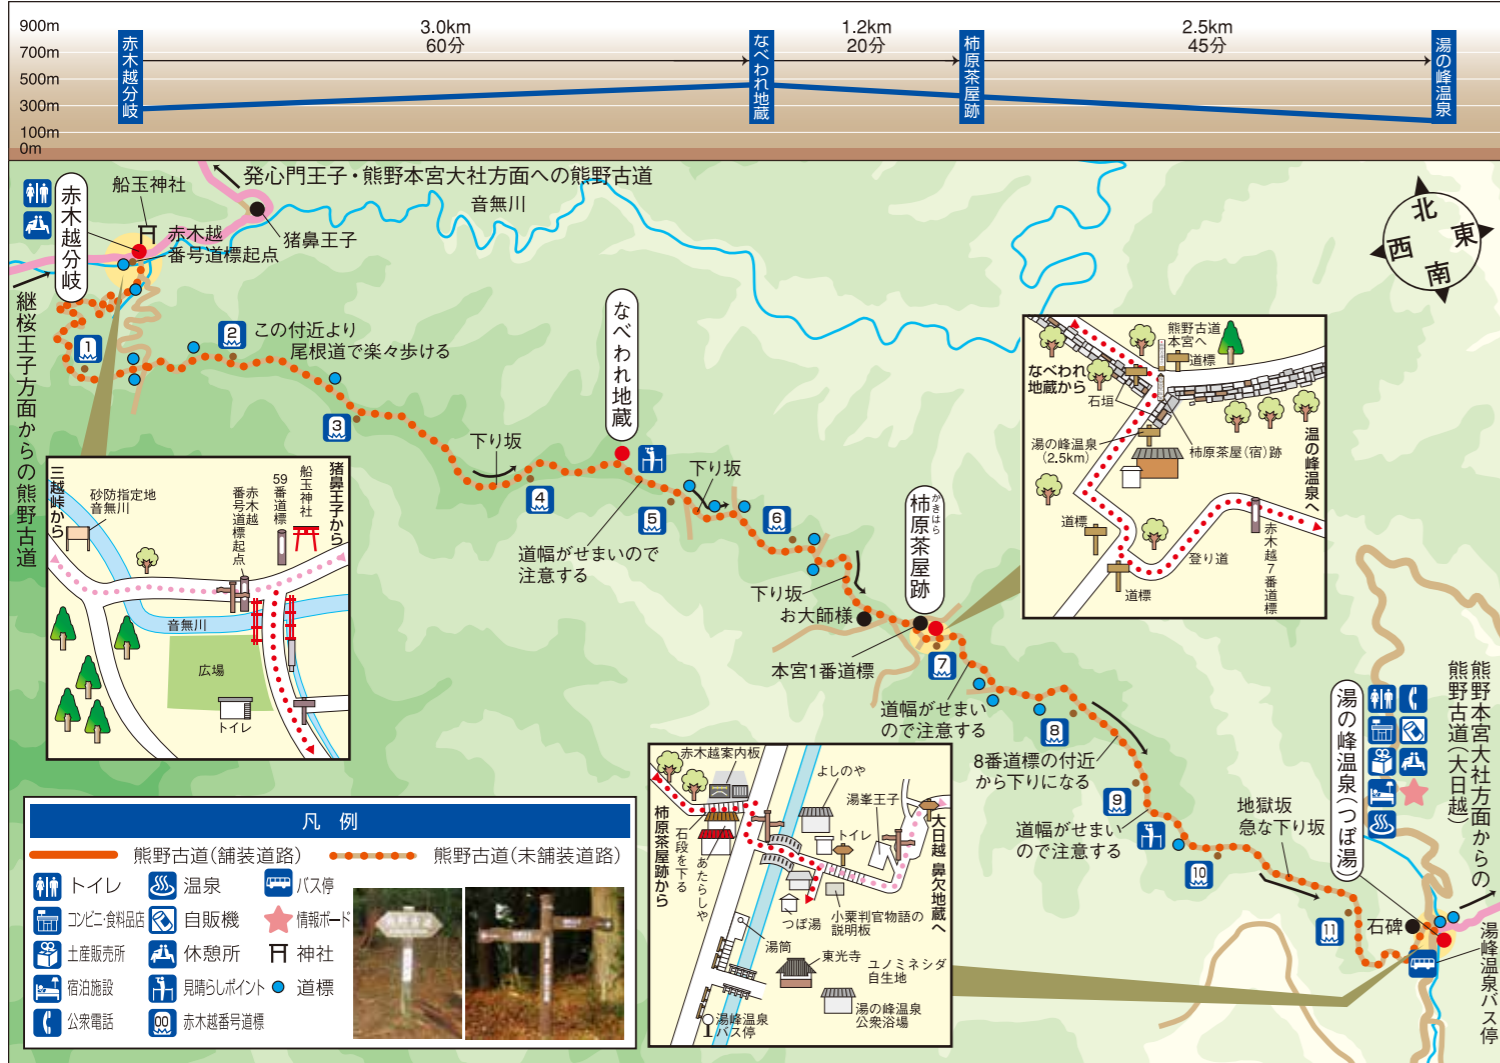 900m
700m
500m
300m
100m
0m
赤木越分岐
3.0km
60分
なべわれ地蔵
1.2km
20分
柿原茶屋跡
2.5km
45分
湯の峰温泉
発心門王子・熊野本宮大社方面への熊野古道
音無川
船玉神社
赤木越分岐
赤木越
番号道標起点
猪鼻王子
継桜王子方面からの熊野古道
北
東
西
南
1
2
この付近より
尾根道で楽々歩ける
3
下り坂
4
なべわれ地蔵
道幅がせまいので
注意する
5
下り坂
6
下り坂
お大師様
かきはら
柿原茶屋跡
本宮1番道標
7
道幅がせまい
ので注意する
8
8番道標の付近
から下りになる
9
道幅がせまい
ので注意する
10
地獄坂
急な下り坂
11
石碑
湯の峰温泉(つぼ湯)
熊野本宮大社方面からの
熊野古道(大日越)
湯峰温泉バス停
三越峠から
砂防指定地
音無川
赤木越
番号道標起点
59
番道標
船玉神社
猪鼻王子から
音無川
広場
トイレ
熊野古道
本宮へ
道標
なべわれ
地蔵から
石垣
湯の峰温泉
(2.5km)
柿原茶屋(宿)跡
温の峰温泉へ
道標
登り道
道標
赤木越7番道標
赤木越案内板
柿原茶屋跡から
石段を下る
あたらしや
よしのや
湯峯王子
トイレ
大日越 鼻欠地蔵へ
つぼ湯
小栗判官物語の
説明板
湯筒
東光寺
ユノミネシダ
自生地
湯の峰温泉
公衆浴場
湯峰温泉
バス停
凡 例
熊野古道(舗装道路)
熊野古道(未舗装道路)
トイレ
温泉
バス停
コンビニ・食料品店
自販機
情報ボード
土産販売所
休憩所
神社
宿泊施設
見晴らしポイント
道標
公衆電話
00
赤木越番号道標